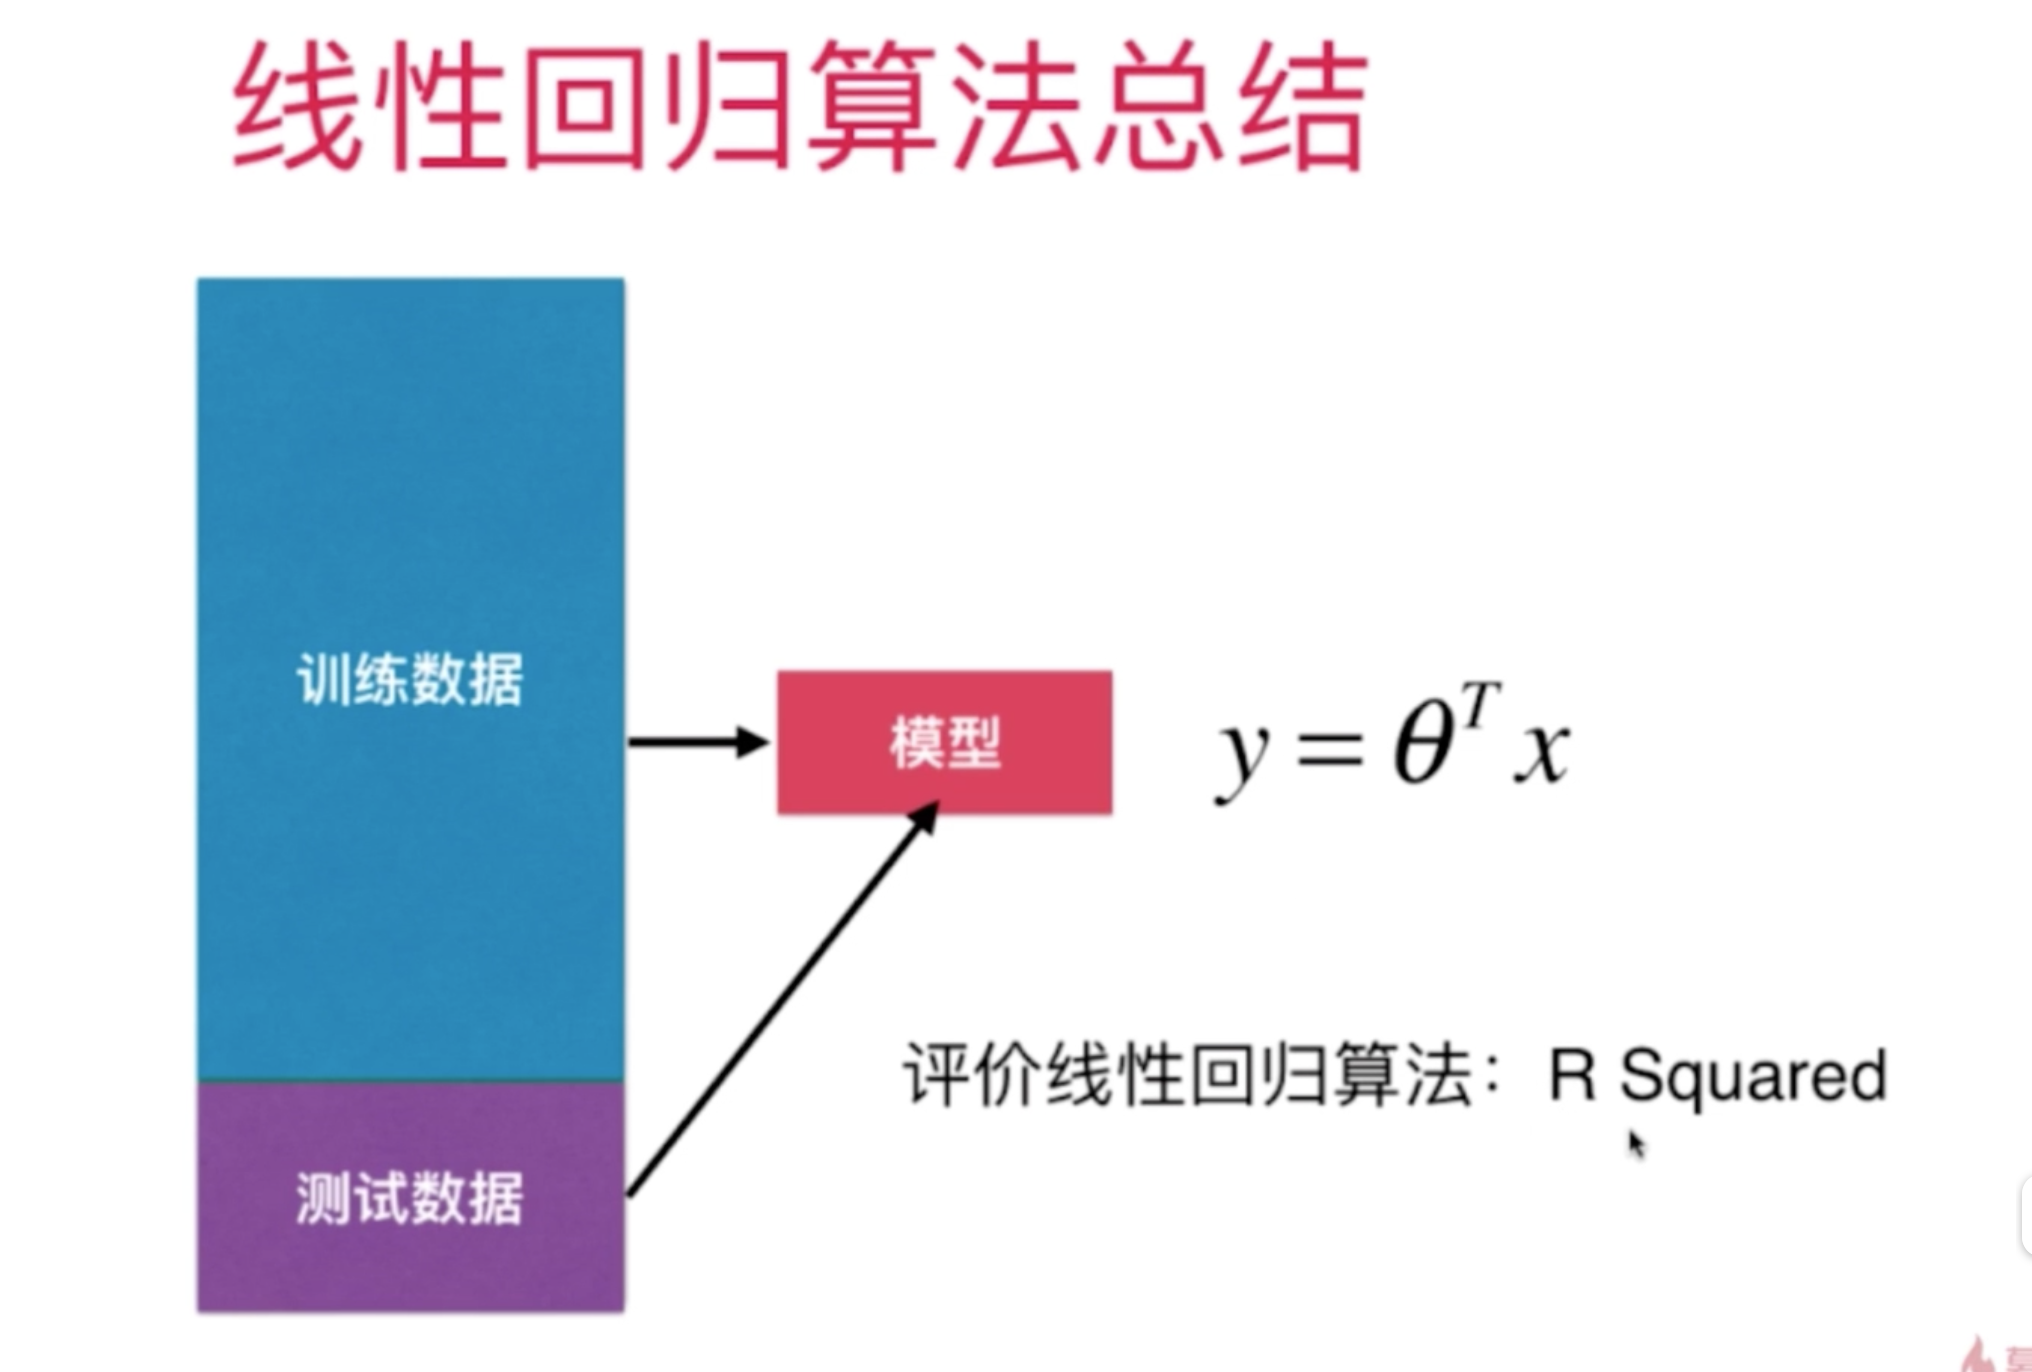 线性回归算法总结
训练数据
模型
y = θ^T x
评价线性回归算法：R Squared
测试数据